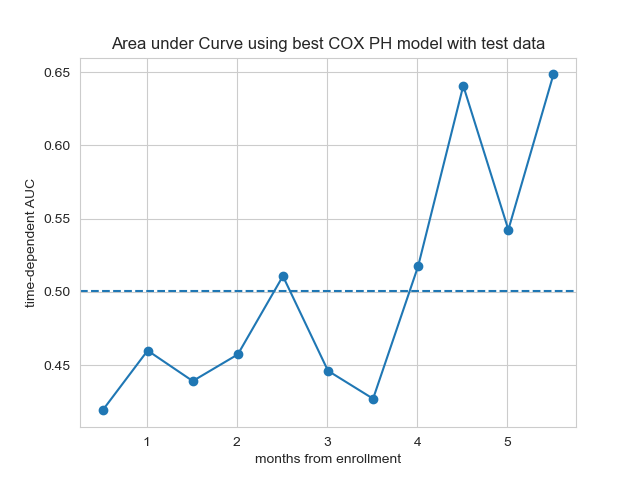 Area under Curve using best COX PH model with test data
time-dependent AUC
0.65
0.60
0.55
0.50
0.45
1 2 3 4 5
months from enrollment